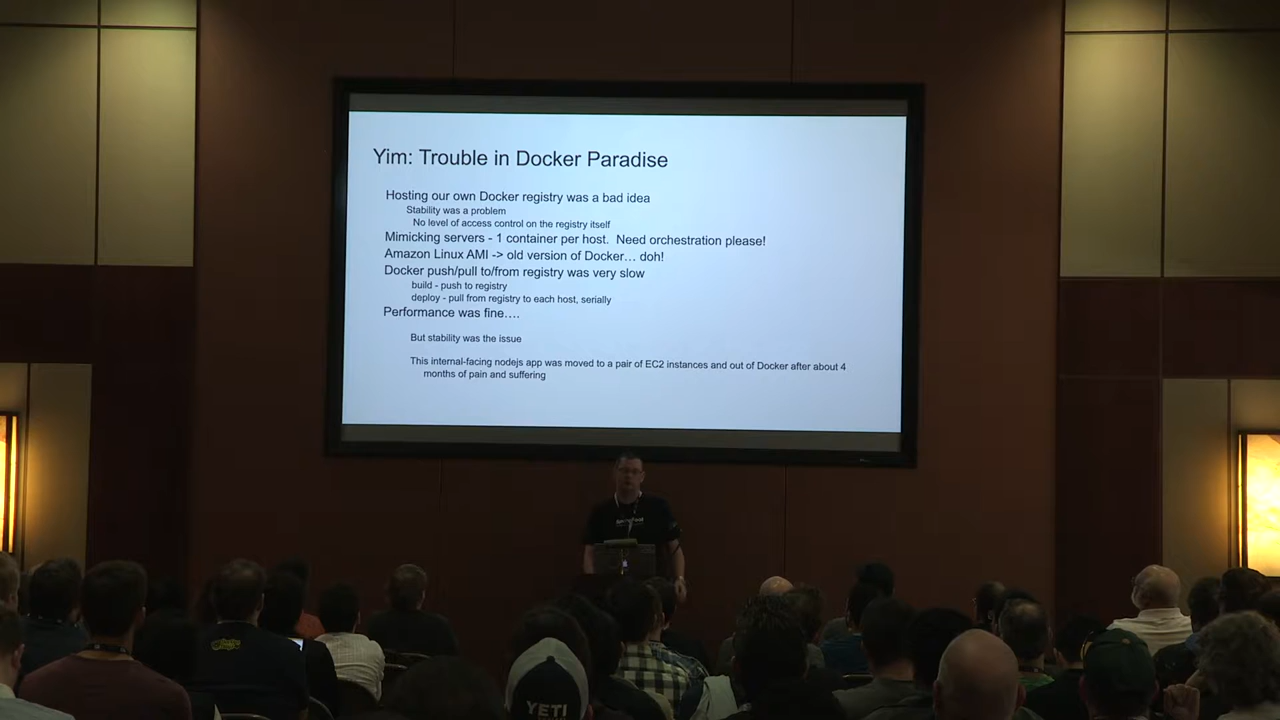 Yim: Trouble in Docker Paradise
Hosting our own Docker registry was a bad idea
Stability was a problem
No level of access control on the registry itself
Mimicking servers - 1 container per host. Need orchestration please!
Amazon Linux AMI -> old version of Docker… doh!
Docker push/pull to/from registry was very slow
build - push to registry
deploy - pull from registry to each host, serially
Performance was fine….
But stability was the issue
This internal-facing nodejs app was moved to a pair of EC2 instances and out of Docker after about 4
months of pain and suffering
YETI